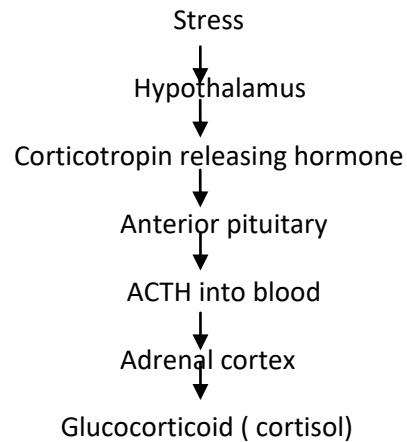 Stress
Hypothalamus
Corticotropin releasing hormone
Anterior pituitary
ACTH into blood
Adrenal cortex
Glucocorticoid ( cortisol)